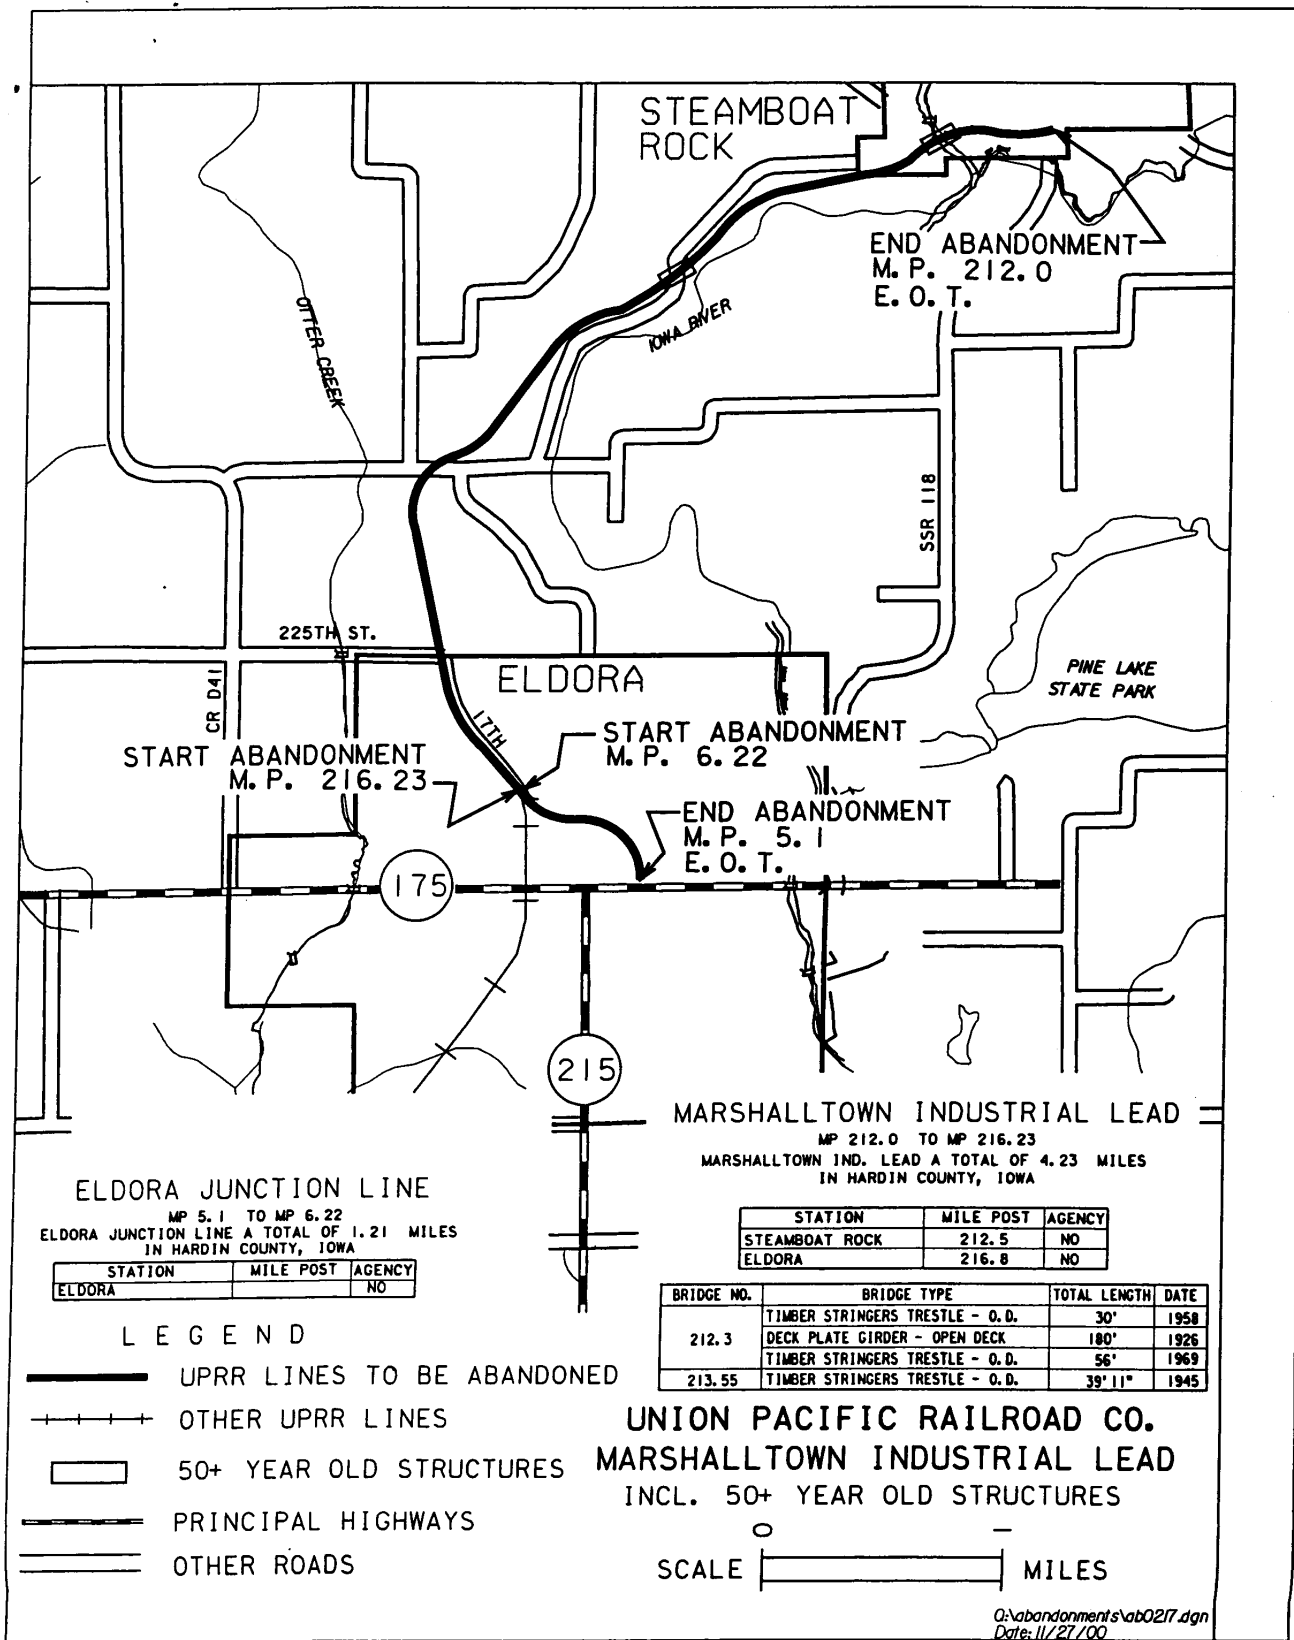 STEAMBOAT
ROCK
END ABANDONMENT
M. P. 212.0
E. O. T.
OTTER CREEK
IOWA RIVER
SSR 118
225TH ST.
CR D41
ELDORA
17TH
PINE LAKE
STATE PARK
START ABANDONMENT
M. P. 216.23
START ABANDONMENT
M. P. 6.22
END ABANDONMENT
M. P. 5.1
E. O. T.
175
215
MARSHALLTOWN INDUSTRIAL LEAD
MP 212.0 TO MP 216.23
MARSHALLTOWN IND. LEAD A TOTAL OF 4.23 MILES
IN HARDIN COUNTY, IOWA
STATION MILE POST AGENCY
STEAMBOAT ROCK 212.5 NO
ELDORA 216.8 NO
ELDORA JUNCTION LINE
MP 5.1 TO MP 6.22
ELDORA JUNCTION LINE A TOTAL OF 1.21 MILES
IN HARDIN COUNTY, IOWA
STATION MILE POST AGENCY
ELDORA NO
BRIDGE NO. BRIDGE TYPE TOTAL LENGTH DATE
TIMBER STRINGERS TRESTLE - O.D. 30' 1958
212.3 DECK PLATE GIRDER - OPEN DECK 180' 1926
TIMBER STRINGERS TRESTLE - O.D. 56' 1969
213.55 TIMBER STRINGERS TRESTLE - O.D. 39'11" 1945
LEGEND
UPRR LINES TO BE ABANDONED
OTHER UPRR LINES
50+ YEAR OLD STRUCTURES
PRINCIPAL HIGHWAYS
OTHER ROADS
UNION PACIFIC RAILROAD CO.
MARSHALLTOWN INDUSTRIAL LEAD
INCL. 50+ YEAR OLD STRUCTURES
0 1
SCALE MILES
G:\abandonments\ab0217.dgn
Date: 11/27/00